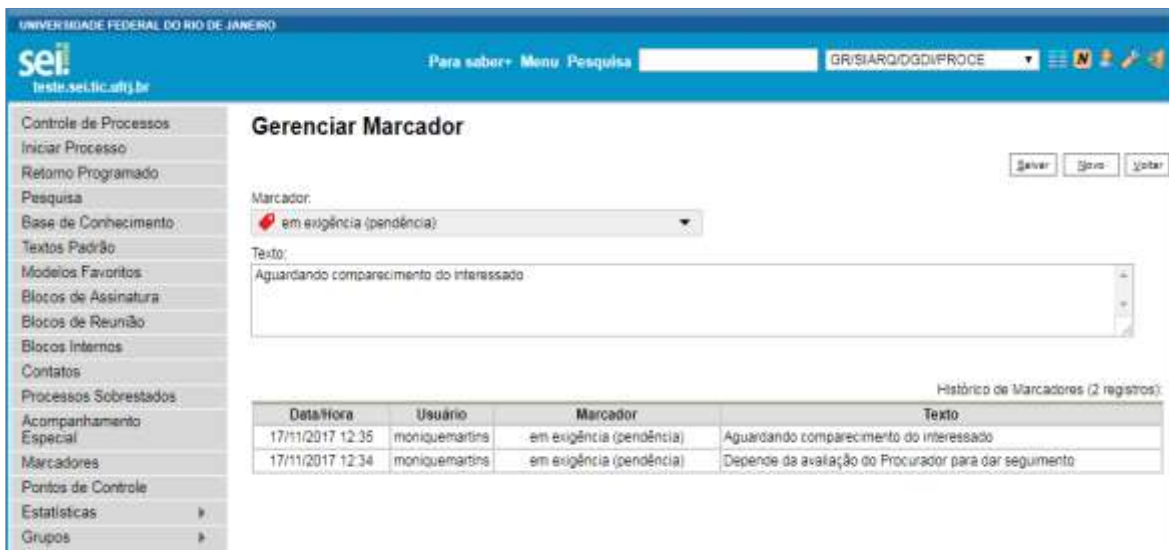 UNIVERSIDADE FEDERAL DO RIO DE JANEIRO
sei!
teste.sei.tic.ufrj.br
Para saber+ Menu Pesquisa
GR/SIARQ/DGDI/PROCE
N
Controle de Processos
Iniciar Processo
Retorno Programado
Pesquisa
Base de Conhecimento
Textos Padrão
Modelos Favoritos
Blocos de Assinatura
Blocos de Reunião
Blocos Internos
Contatos
Processos Sobrestados
Acompanhamento
Especial
Marcadores
Pontos de Controle
Estatísticas
Grupos
Gerenciar Marcador
Salvar Novo Voltar
Marcador:
em exigência (pendência)
Texto:
Aguardando comparecimento do interessado
Histórico de Marcadores (2 registros):
Data/Hora Usuário Marcador Texto
17/11/2017 12:35 moniquemartins em exigência (pendência) Aguardando comparecimento do interessado
17/11/2017 12:34 moniquemartins em exigência (pendência) Depende da avaliação do Procurador para dar seguimento